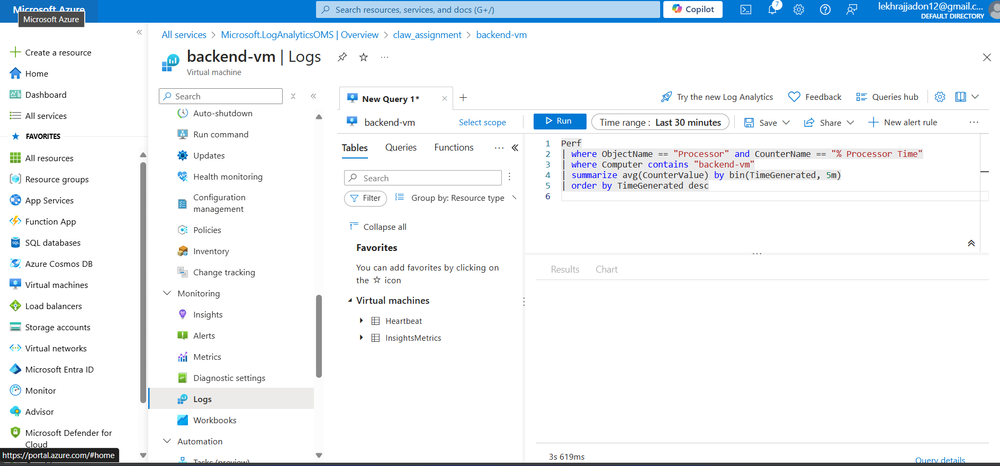 Microsoft Azure
Microsoft Azure
Search resources, services, and docs (G+/)
Copilot
7
lekhrajjadon12@gmail.c...
DEFAULT DIRECTORY
Create a resource
Home
Dashboard
All services
FAVORITES
All resources
Resource groups
App Services
Function App
SQL databases
Azure Cosmos DB
Virtual machines
Load balancers
Storage accounts
Virtual networks
Microsoft Entra ID
Monitor
Advisor
Microsoft Defender for
Cloud
https://portal.azure.com/#home
All services > Microsoft.LogAnalyticsOMS | Overview > claw_assignment > backend-vm
backend-vm | Logs
Virtual machine
Search
Auto-shutdown
Run command
Updates
Health monitoring
Configuration
management
Policies
Inventory
Change tracking
Monitoring
Insights
Alerts
Metrics
Diagnostic settings
Logs
Workbooks
Automation
Tasks (preview)
New Query 1*
Try the new Log Analytics
Feedback
Queries hub
backend-vm
Select scope
Run
Time range : Last 30 minutes
Save
Share
New alert rule
Tables
Queries
Functions
Search
Filter
Group by: Resource type
Collapse all
Favorites
You can add favorites by clicking on
the ☆ icon
Virtual machines
Heartbeat
InsightsMetrics
1 Perf
2 | where ObjectName == "Processor" and CounterName == "% Processor Time"
3 | where Computer contains "backend-vm"
4 | summarize avg(CounterValue) by bin(TimeGenerated, 5m)
5 | order by TimeGenerated desc
6
Results
Chart
3s 619ms
Query details